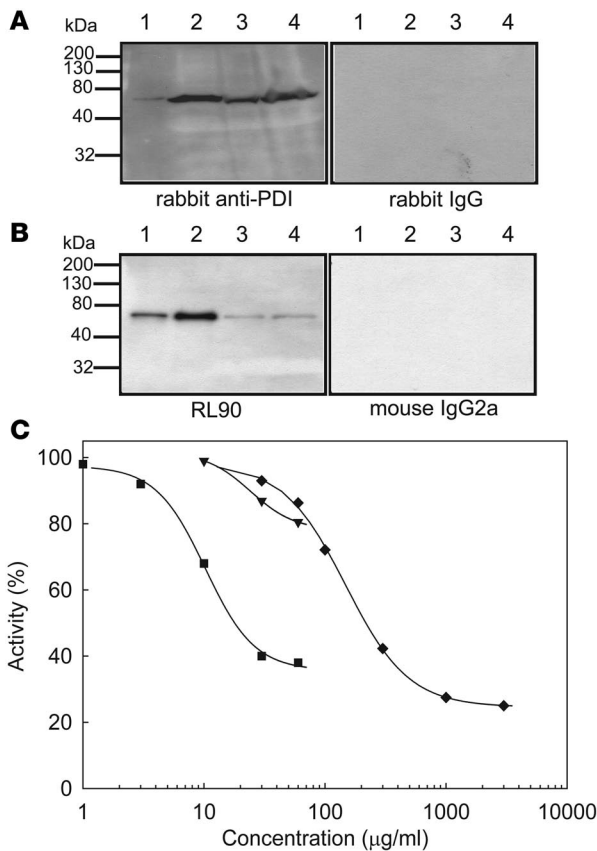 A
kDa
1 2 3 4
1 2 3 4
200
130
80
40
32
rabbit anti-PDI
rabbit IgG
B
kDa
1 2 3 4
1 2 3 4
200
130
80
40
32
RL90
mouse IgG2a
C
100
80
60
40
20
0
Activity (%)
1 10 100 1000 10000
Concentration (μg/ml)